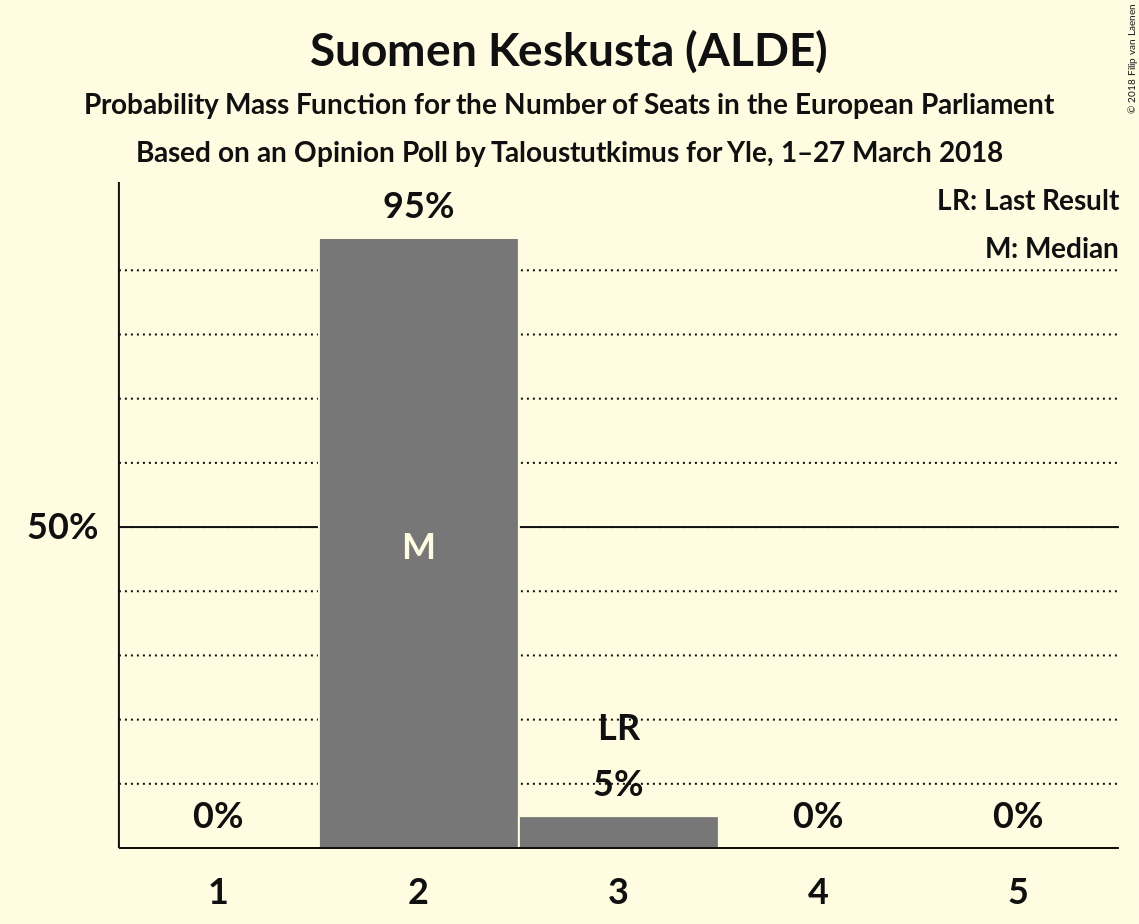 Suomen Keskusta (ALDE)
Probability Mass Function for the Number of Seats in the European Parliament
Based on an Opinion Poll by Taloustutkimus for Yle, 1–27 March 2018
© 2018 Filip van Laenen
LR: Last Result
M: Median
95%
50%
M
LR
5%
0%
0%
0%
1
2
3
4
5